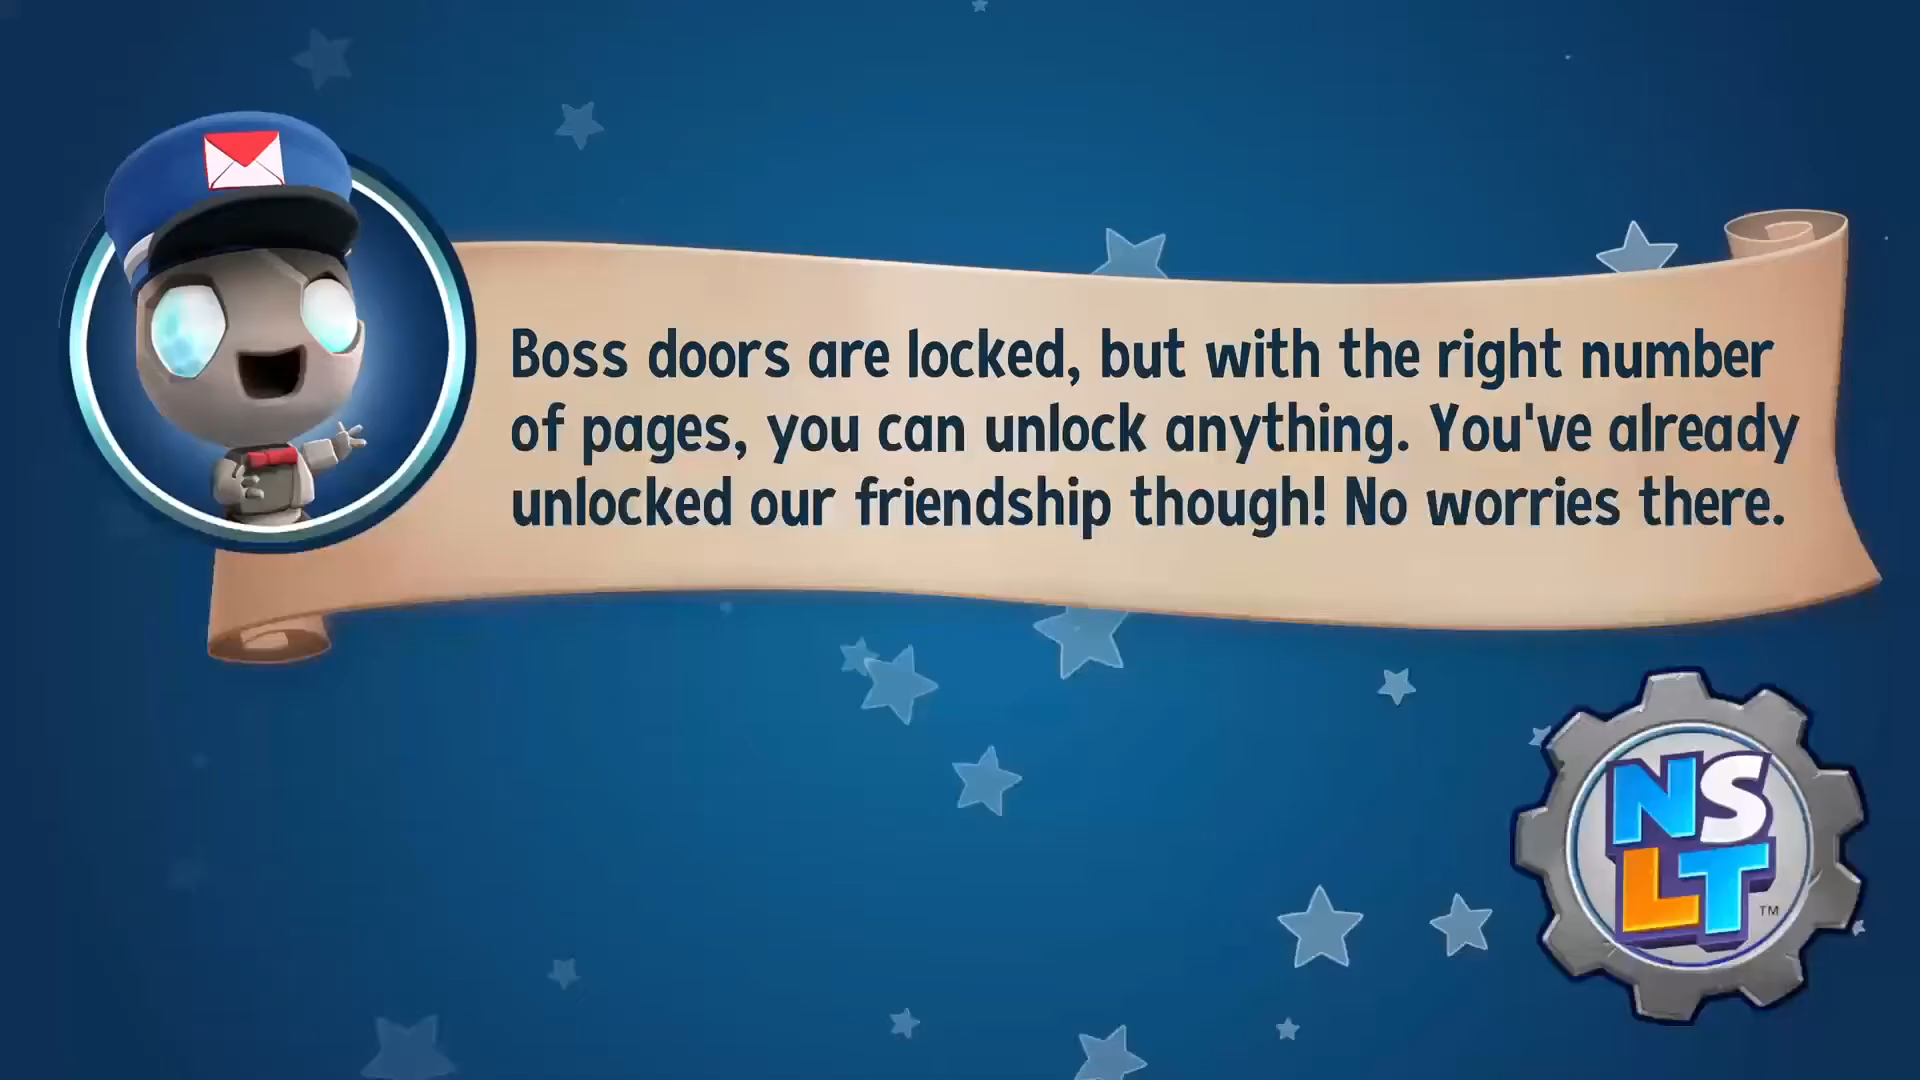 Boss doors are locked, but with the right number
of pages, you can unlock anything. You've already
unlocked our friendship though! No worries there.
NS
LT
TM